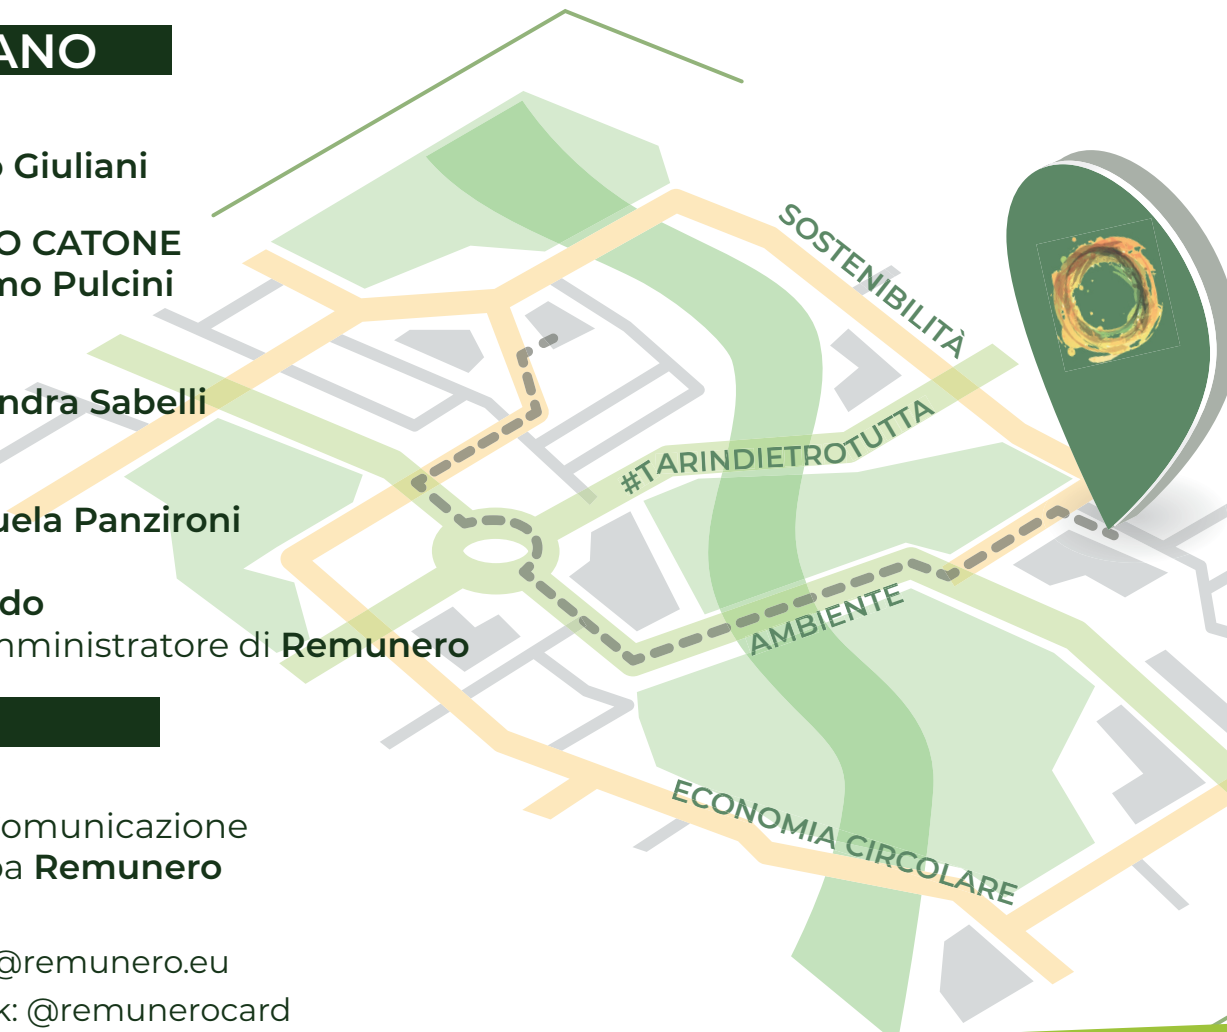 ANO
o Giuliani
O CATONE
mo Pulcini
ndra Sabelli
uela Panzironi
do
mministratore di Remunero
omunicazione
pa Remunero
@remunero.eu
k: @remunerocard
SOSTENIBILITÀ
#TARINDIETROTUTTA
AMBIENTE
ECONOMIA CIRCOLARE